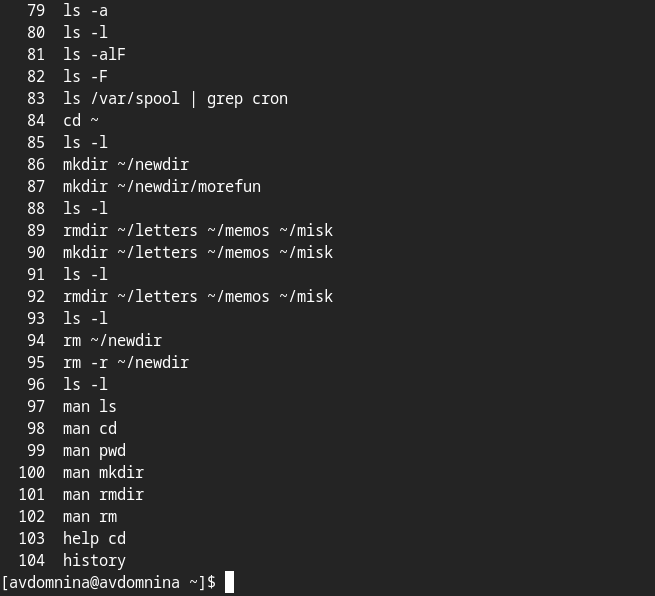 79 ls -a
80 ls -l
81 ls -alF
82 ls -F
83 ls /var/spool | grep cron
84 cd ~
85 ls -l
86 mkdir ~/newdir
87 mkdir ~/newdir/morefun
88 ls -l
89 rmdir ~/letters ~/memos ~/misk
90 mkdir ~/letters ~/memos ~/misk
91 ls -l
92 rmdir ~/letters ~/memos ~/misk
93 ls -l
94 rm ~/newdir
95 rm -r ~/newdir
96 ls -l
97 man ls
98 man cd
99 man pwd
100 man mkdir
101 man rmdir
102 man rm
103 help cd
104 history
[avdomnina@avdomnina ~]$